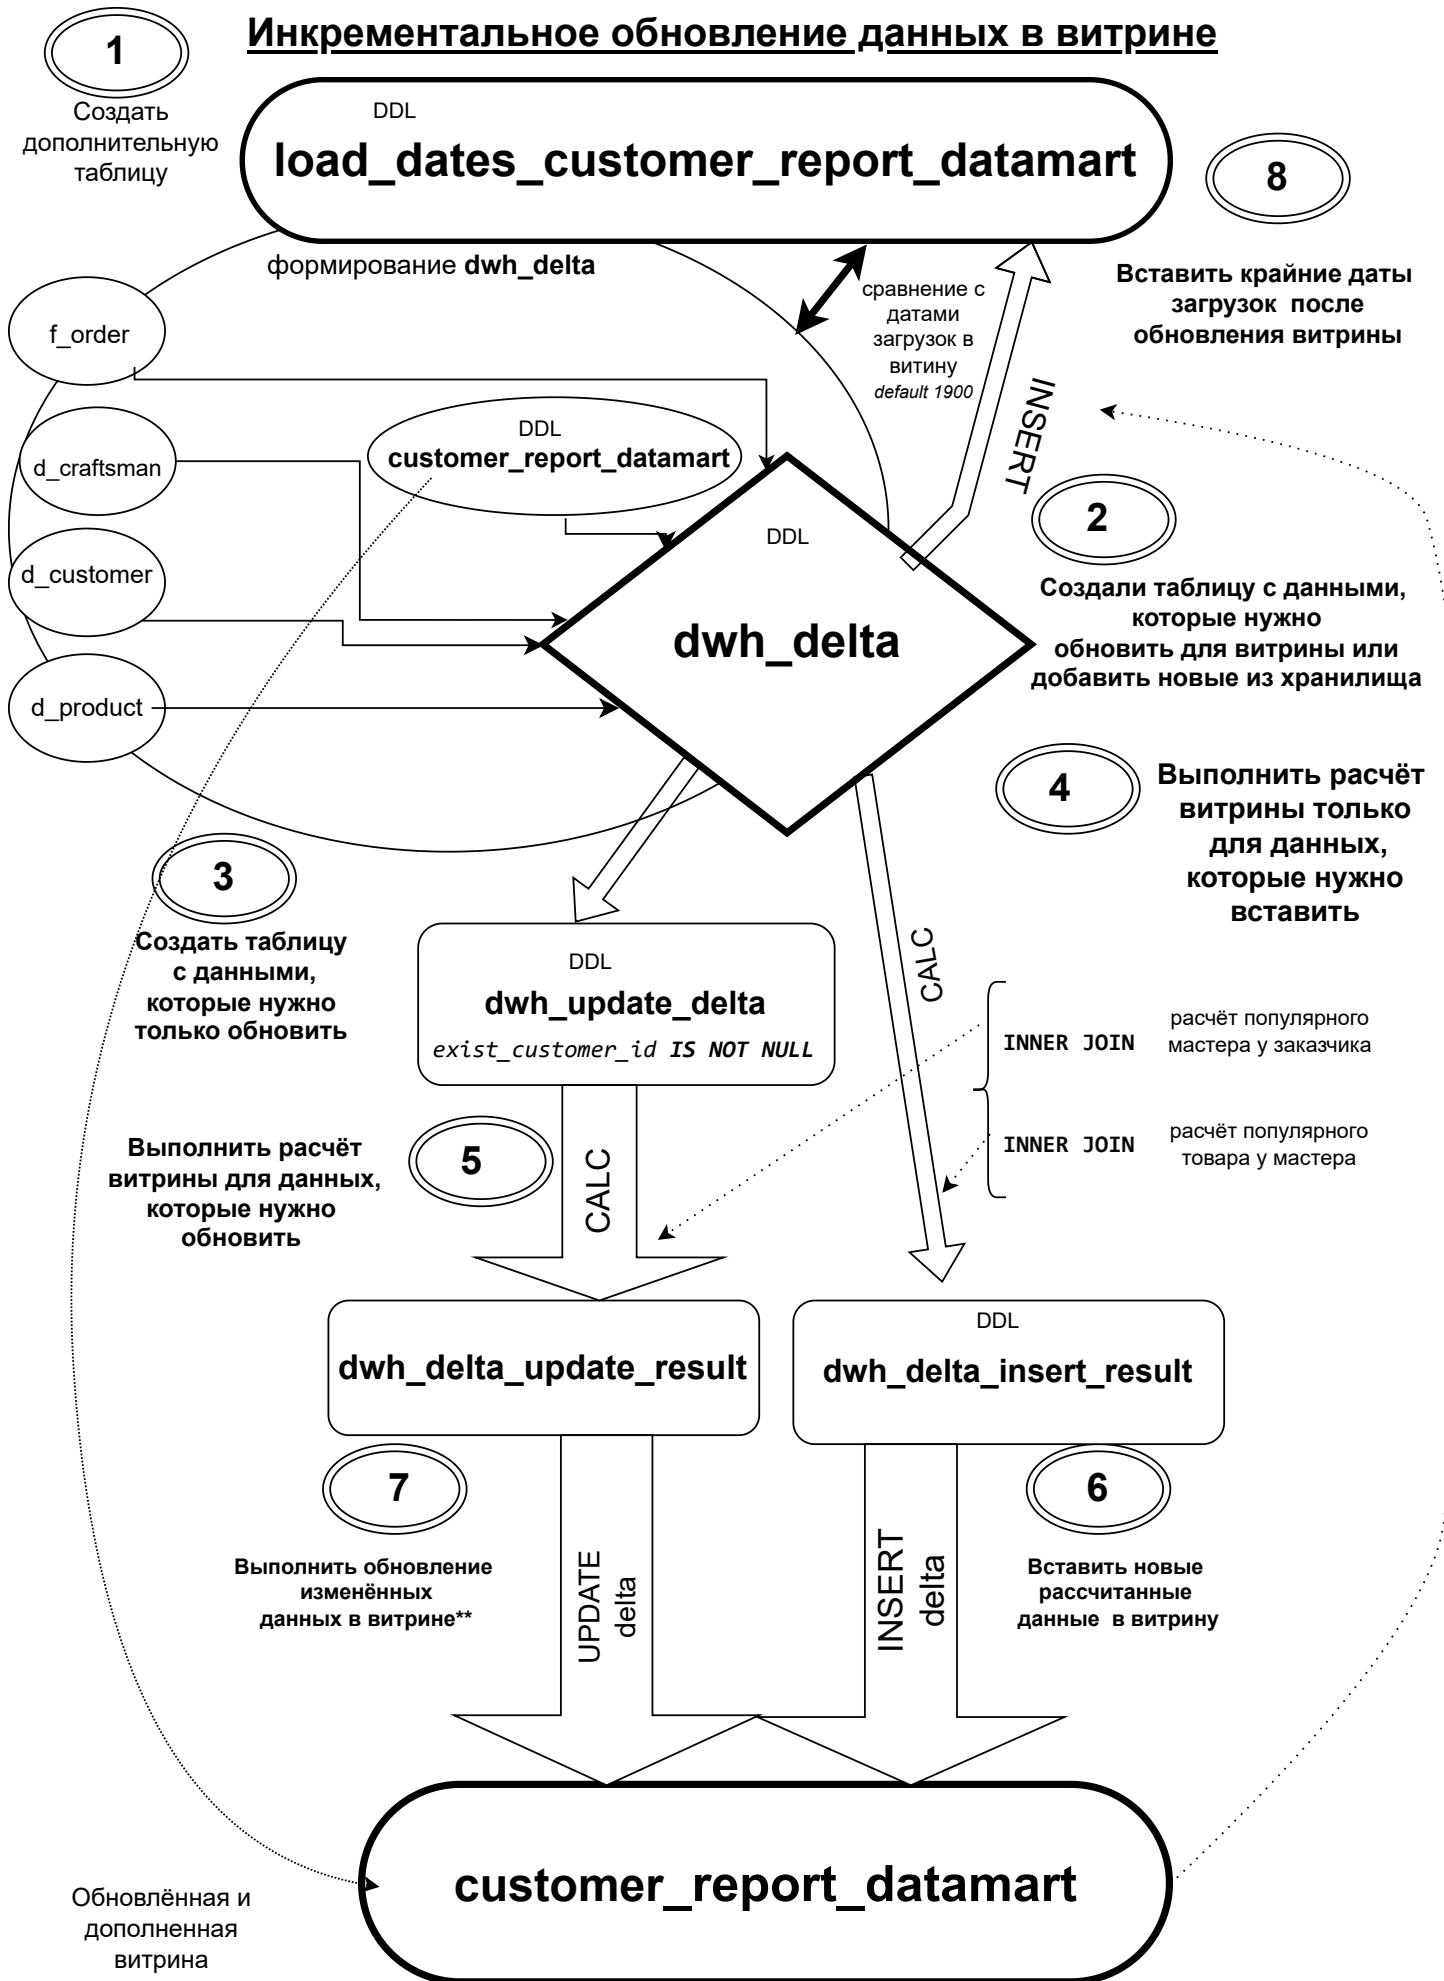 Инкрементальное обновление данных в витрине
1
Создать
дополнительную
таблицу
DDL
load_dates_customer_report_datamart
8
Вставить крайние даты
загрузок после
обновления витрины
формирование dwh_delta
сравнение с
датами
загрузок в
витину
default 1900
INSERT
f_order
d_craftsman
d_customer
d_product
DDL
customer_report_datamart
DDL
dwh_delta
2
Создали таблицу с данными,
которые нужно
обновить для витрины или
добавить новые из хранилища
4
Выполнить расчёт
витрины только
для данных,
которые нужно
вставить
3
Создать таблицу
с данными,
которые нужно
только обновить
DDL
dwh_update_delta
exist_customer_id IS NOT NULL
CALC
INNER JOIN
расчёт популярного
мастера у заказчика
INNER JOIN
расчёт популярного
товара у мастера
5
Выполнить расчёт
витрины для данных,
которые нужно
обновить
CALC
dwh_delta_update_result
DDL
dwh_delta_insert_result
7
Выполнить обновление
изменённых
данных в витрине**
UPDATE
delta
INSERT
delta
6
Вставить новые
рассчитанные
данные в витрину
customer_report_datamart
Обновлённая и
дополненная
витрина